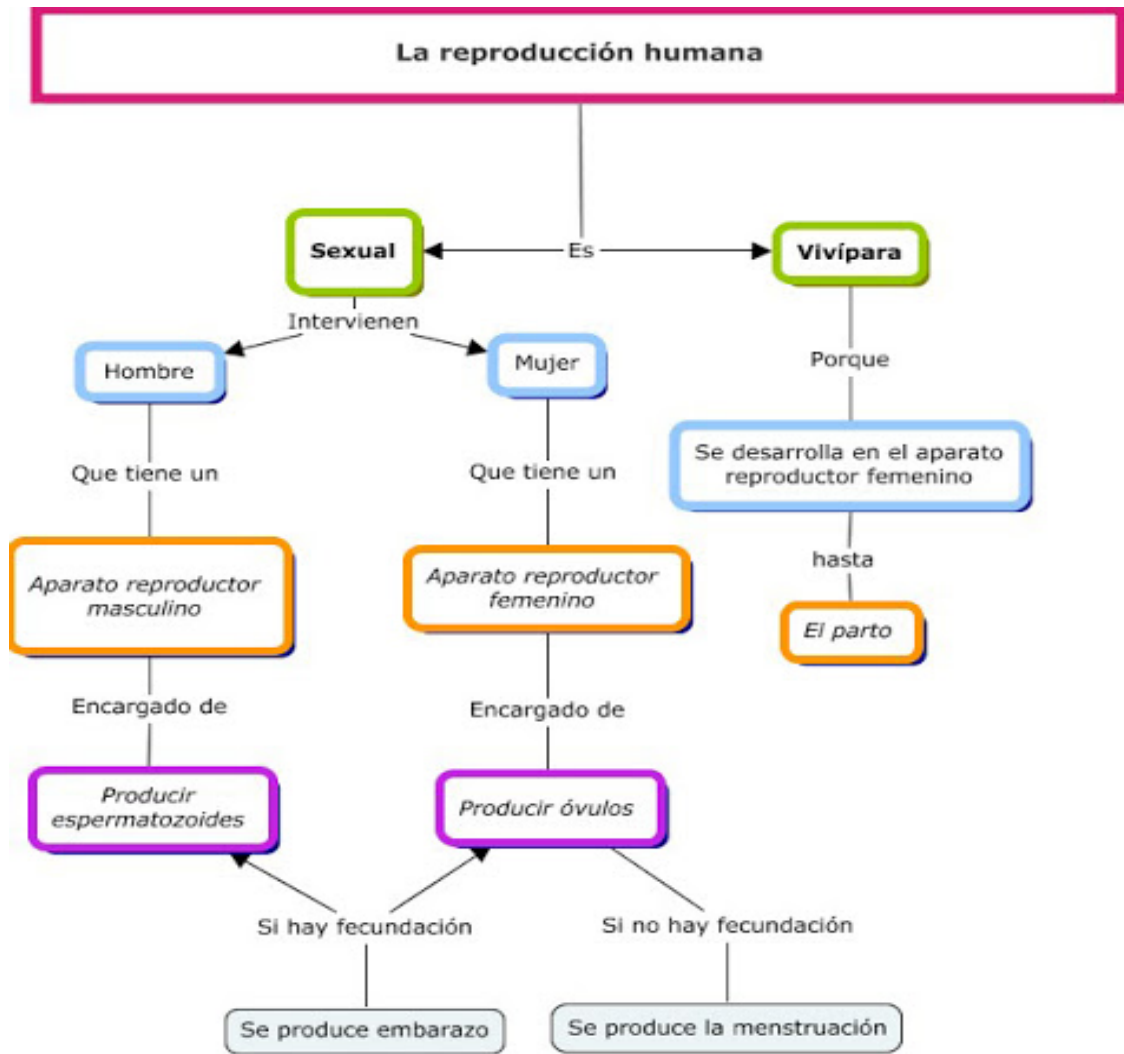 La reproducción humana
Sexual
Es
Vivípara
Intervienen
Hombre
Mujer
Porque
Que tiene un
Que tiene un
Se desarrolla en el aparato
reproductor femenino
Aparato reproductor
masculino
Aparato reproductor
femenino
hasta
El parto
Encargado de
Encargado de
Producir
espermatozoides
Producir óvulos
Si hay fecundación
Si no hay fecundación
Se produce embarazo
Se produce la menstruación